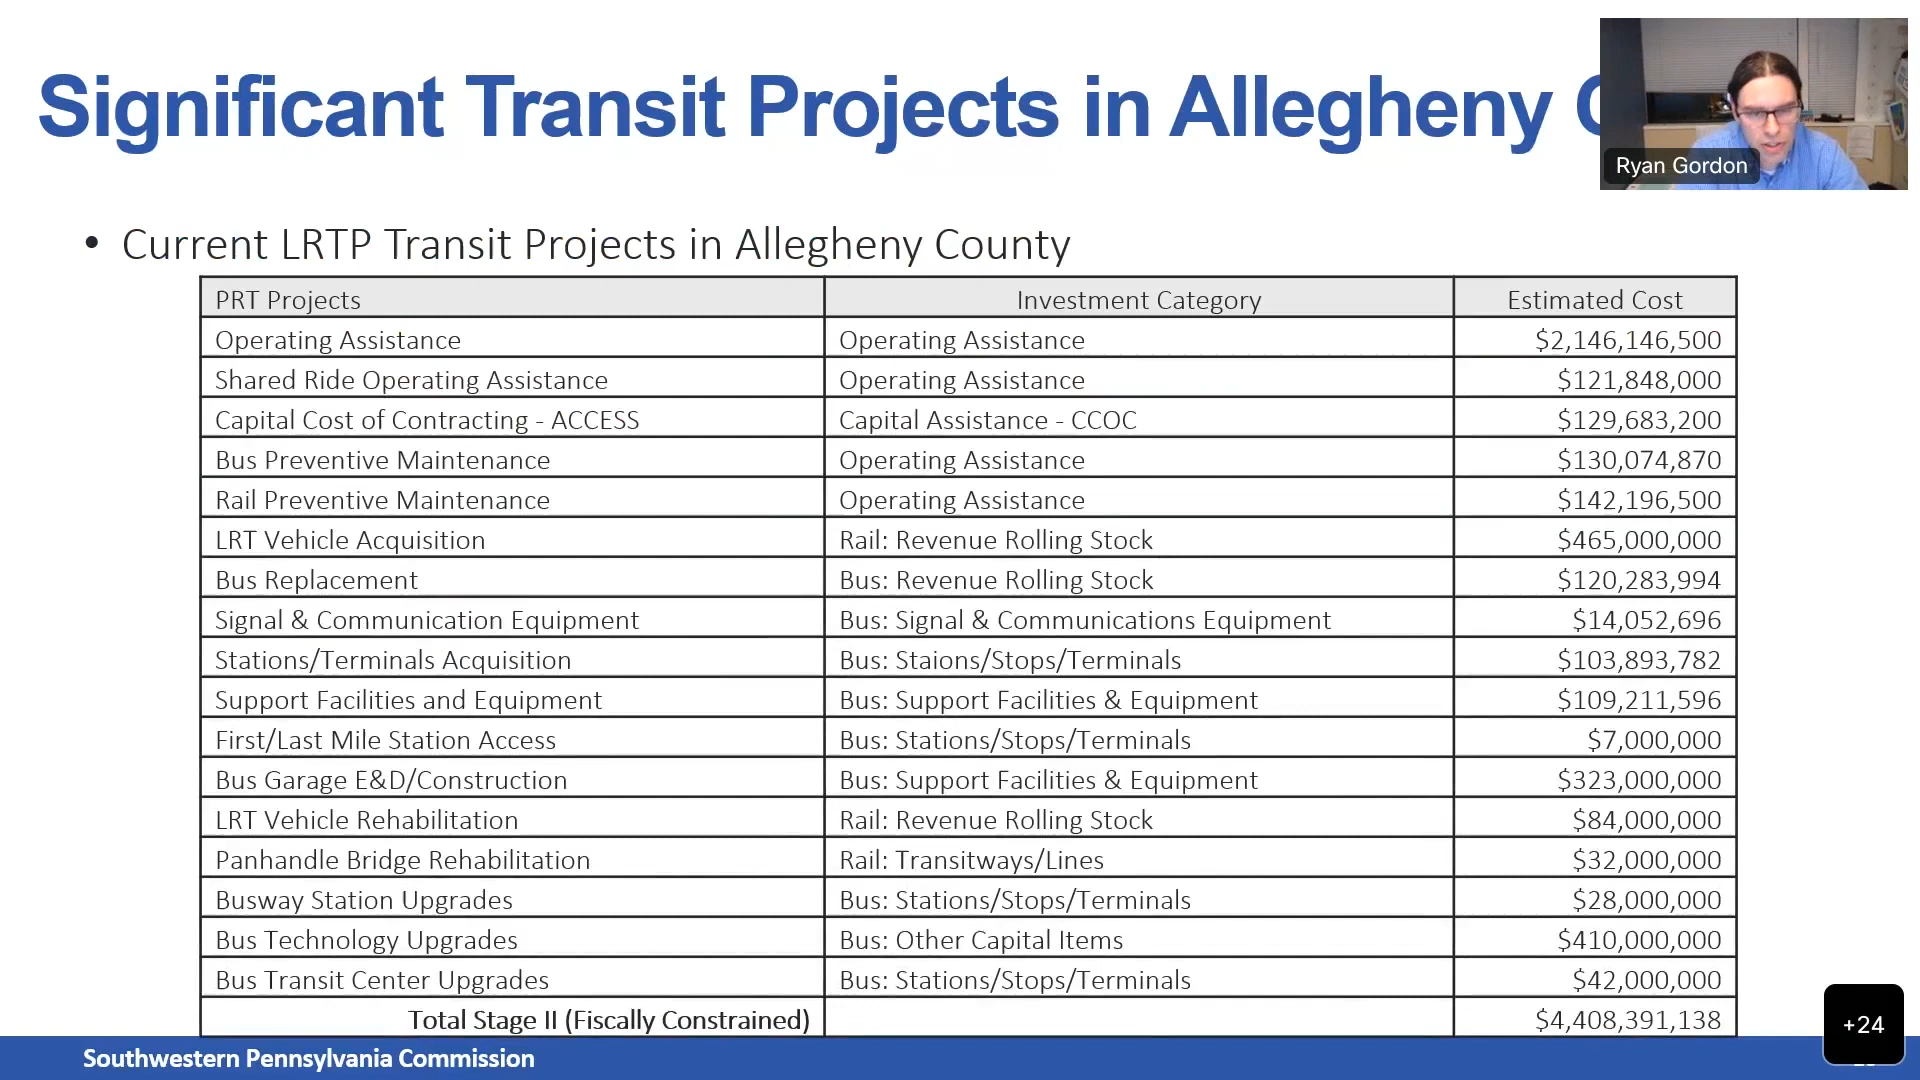 Significant Transit Projects in Allegheny
Ryan Gordon
• Current LRTP Transit Projects in Allegheny County
PRT Projects Investment Category Estimated Cost
Operating Assistance Operating Assistance $2,146,146,500
Shared Ride Operating Assistance Operating Assistance $121,848,000
Capital Cost of Contracting - ACCESS Capital Assistance - CCOC $129,683,200
Bus Preventive Maintenance Operating Assistance $130,074,870
Rail Preventive Maintenance Operating Assistance $142,196,500
LRT Vehicle Acquisition Rail: Revenue Rolling Stock $465,000,000
Bus Replacement Bus: Revenue Rolling Stock $120,283,994
Signal & Communication Equipment Bus: Signal & Communications Equipment $14,052,696
Stations/Terminals Acquisition Bus: Staions/Stops/Terminals $103,893,782
Support Facilities and Equipment Bus: Support Facilities & Equipment $109,211,596
First/Last Mile Station Access Bus: Stations/Stops/Terminals $7,000,000
Bus Garage E&D/Construction Bus: Support Facilities & Equipment $323,000,000
LRT Vehicle Rehabilitation Rail: Revenue Rolling Stock $84,000,000
Panhandle Bridge Rehabilitation Rail: Transitways/Lines $32,000,000
Busway Station Upgrades Bus: Stations/Stops/Terminals $28,000,000
Bus Technology Upgrades Bus: Other Capital Items $410,000,000
Bus Transit Center Upgrades Bus: Stations/Stops/Terminals $42,000,000
Total Stage II (Fiscally Constrained) $4,408,391,138
+24
Southwestern Pennsylvania Commission